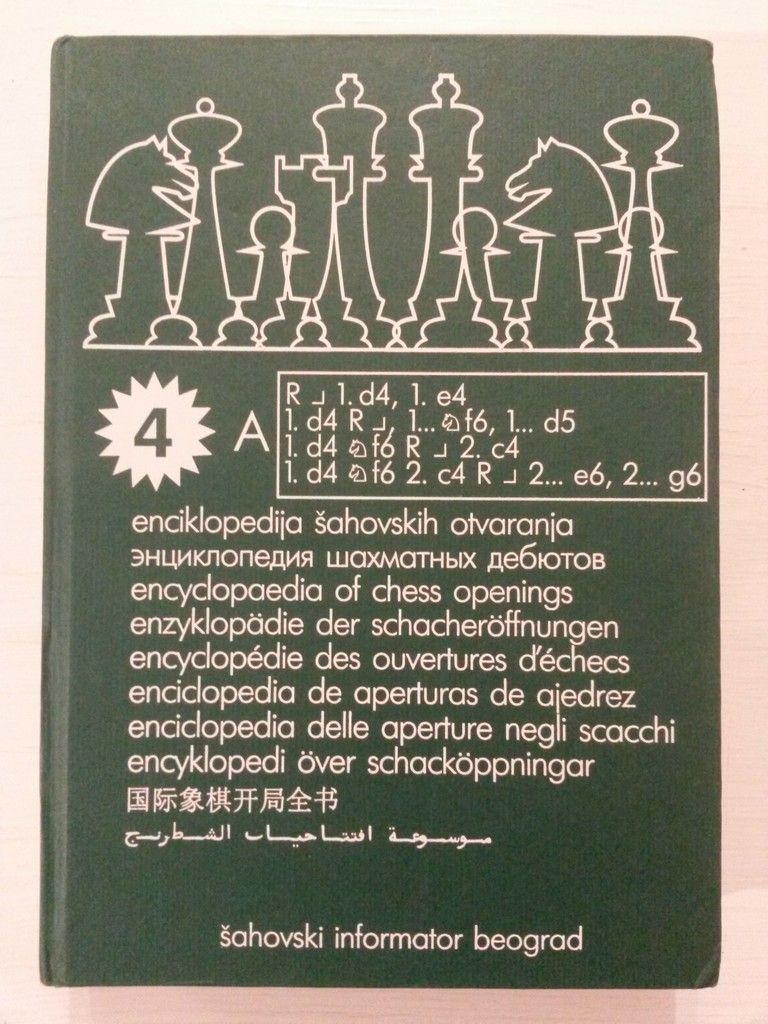 4 A
R ⌟ 1. d4, 1. e4
1. d4 R ⌟, 1... ♘f6, 1... d5
1. d4 ♘f6 R ⌟ 2. c4
1. d4 ♘f6 2. c4 R ⌟ 2... e6, 2... g6
enciklopedija šahovskih otvaranja
энциклопедия шахматных дебютов
encyclopaedia of chess openings
enzyklopädie der schacheröffnungen
encyclopédie des ouvertures d'échecs
enciclopedia de aperturas de ajedrez
enciclopedia delle aperture negli scacchi
encyklopedi över schacköppningar
国际象棋开局全书
موسوعة افتتاحيات الشطرنج
šahovski informator beograd